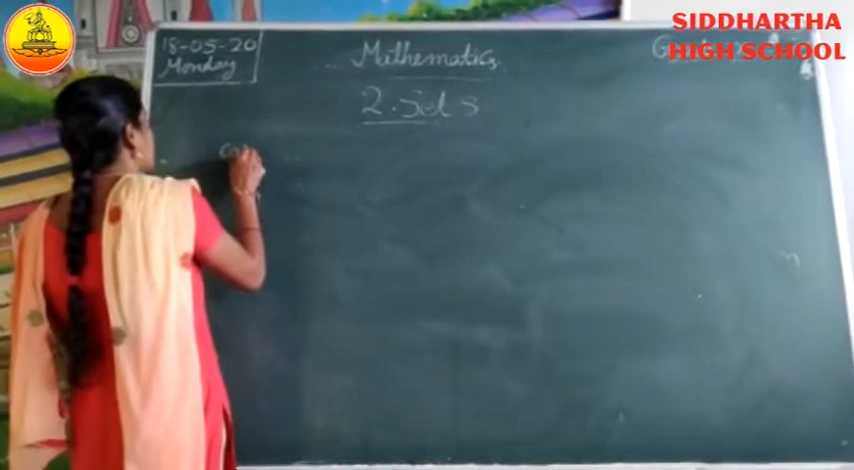 SIDDHARTHA
HIGH SCHOOL
18-05-20
Monday
Mathematics
2. Sets